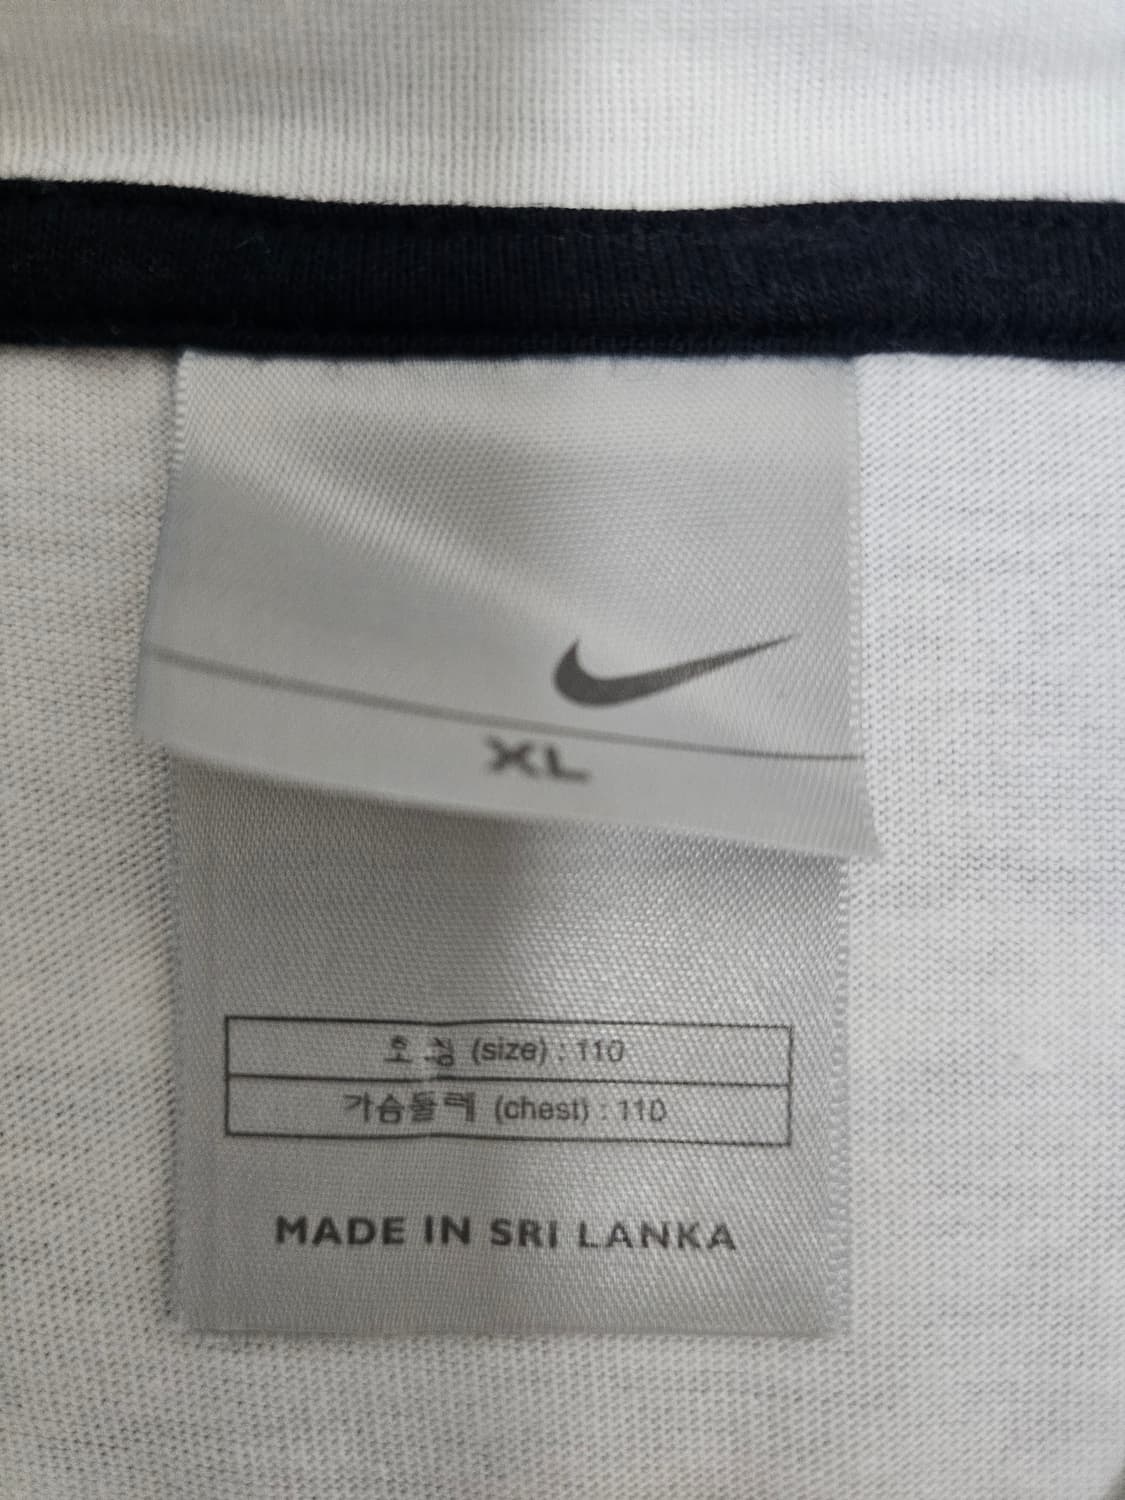 XL
호 칭 (size) : 110
가슴둘레 (chest) : 110
MADE IN SRI LANKA